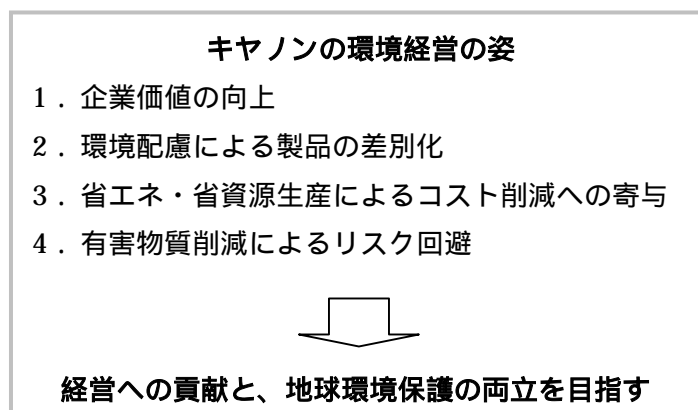 キヤノンの環境経営の姿
1．企業価値の向上
2．環境配慮による製品の差別化
3．省エネ・省資源生産によるコスト削減への寄与
4．有害物質削減によるリスク回避
経営への貢献と、地球環境保護の両立を目指す